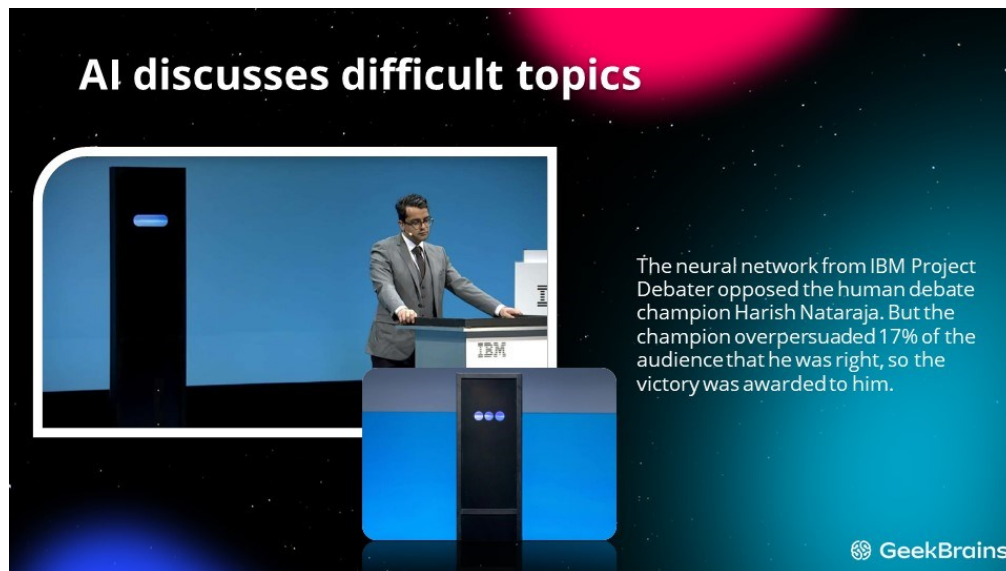 AI discusses difficult topics
The neural network from IBM Project
Debater opposed the human debate
champion Harish Nataraja. But the
champion overpersuaded 17% of the
audience that he was right, so the
victory was awarded to him.
IBM
GeekBrains